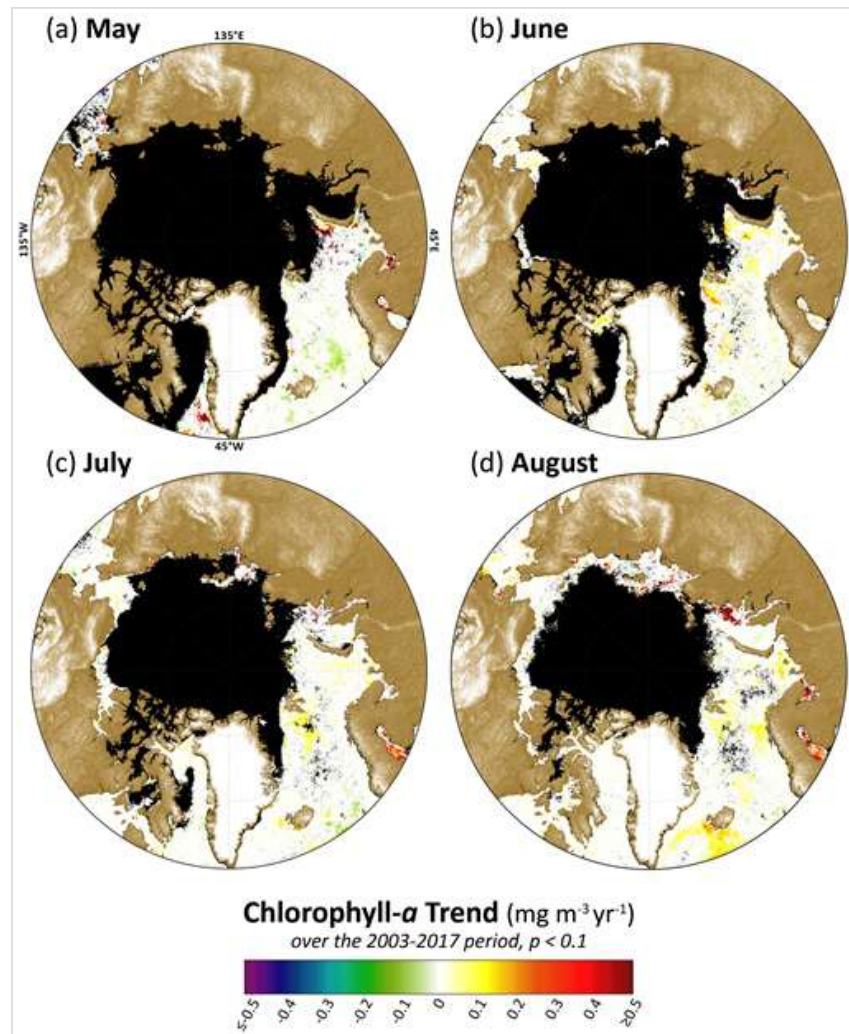 (a) May
(b) June
135°E
135°W
45°E
45°W
(c) July
(d) August
Chlorophyll-a Trend (mg m⁻³ yr⁻¹)
over the 2003-2017 period, p < 0.1
≤-0.5 -0.4 -0.3 -0.2 -0.1 0 0.1 0.2 0.3 0.4 ≥0.5